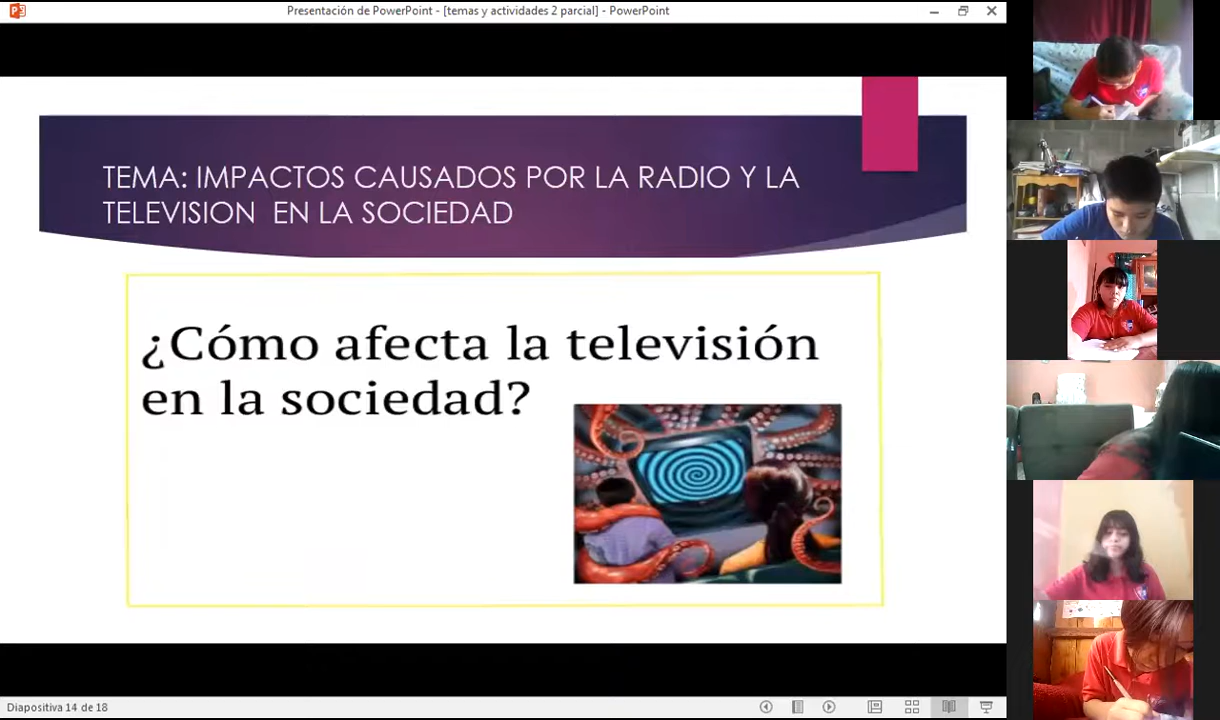 Presentación de PowerPoint - [temas y actividades 2 parcial] - PowerPoint
TEMA: IMPACTOS CAUSADOS POR LA RADIO Y LA
TELEVISION EN LA SOCIEDAD
¿Cómo afecta la televisión
en la sociedad?
Diapositiva 14 de 18